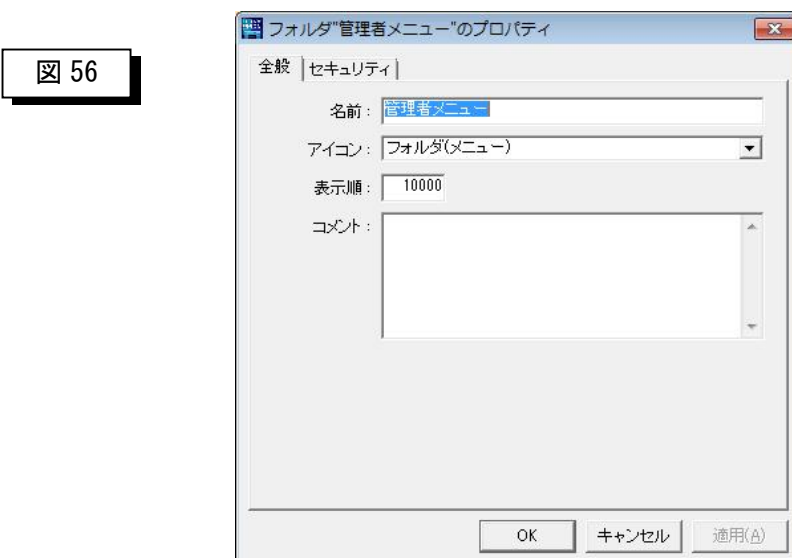 図 56
フォルダ"管理者メニュー"のプロパティ
全般 セキュリティ
名前： 管理者メニュー
アイコン： フォルダ(メニュー)
表示順： 10000
コメント：
OK キャンセル 適用(A)